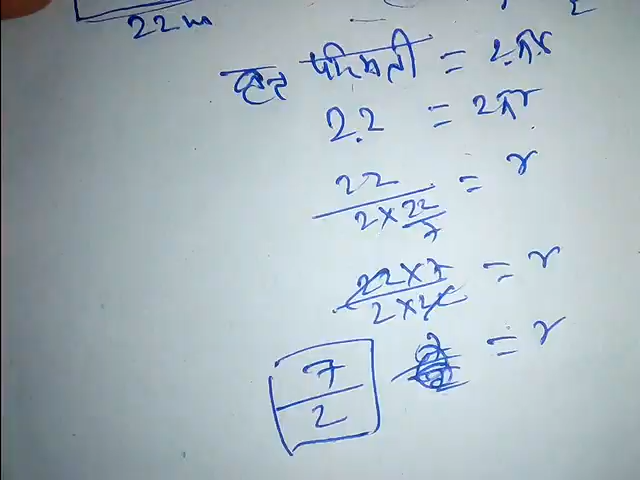 22m
वृत्त परिमिती = 2πr
22 = 2πr
22 / 2 × 22/7 = r
22 × 7 / 2 × 22 = r
7/2 = r